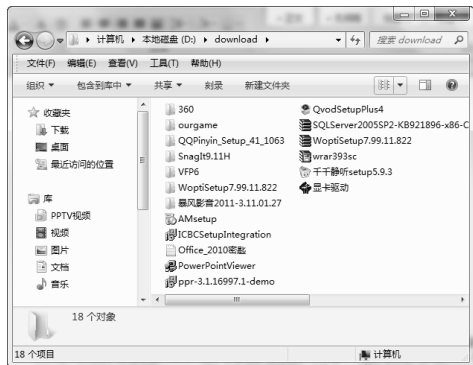 计算机 ▸ 本地磁盘 (D:) ▸ download ▸
搜索 download
文件(F) 编辑(E) 查看(V) 工具(T) 帮助(H)
组织 包含到库中 共享 刻录 新建文件夹
收藏夹
下载
桌面
最近访问的位置
库
PPTV视频
视频
图片
文档
音乐
360
ourgame
QQPinyin_Setup_41_1063
SnagIt9.11H
VFP6
WoptiSetup7.99.11.822
暴风影音2011-3.11.01.27
AMsetup
ICBCSetupIntegration
Office_2010密匙
PowerPointViewer
ppr-3.1.16997.1-demo
QvodSetupPlus4
SQLServer2005SP2-KB921896-x86-C
WoptiSetup7.99.11.822
wrar393sc
千千静听setup5.9.3
显卡驱动
18 个对象
18 个项目
计算机